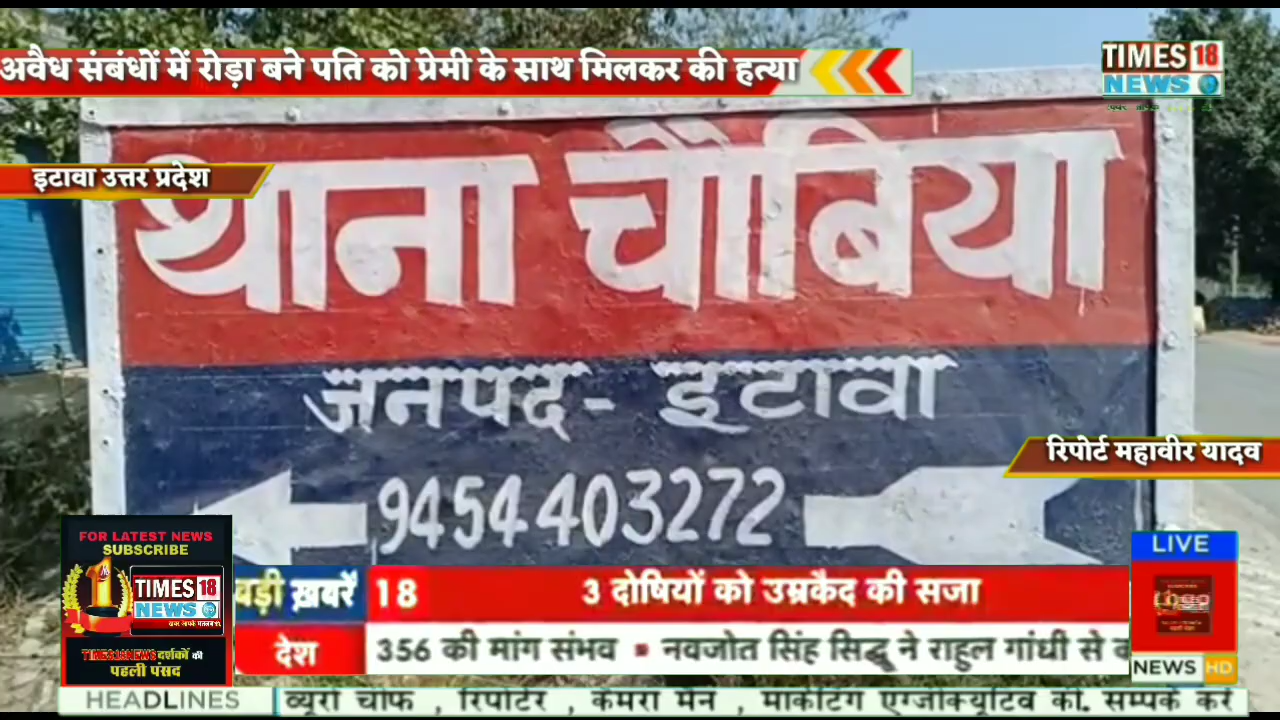 अवैध संबंधों में रोड़ा बने पति को प्रेमी के साथ मिलकर की हत्या
TIMES 18
NEWS
इटावा उत्तर प्रदेश
थाना चौबिया
जनपद - इटावा
रिपोर्ट महावीर यादव
9454403272
FOR LATEST NEWS
SUBSCRIBE
1
TIMES 18
NEWS
TIMES18NEWS दर्शकों की
पहली पंसद
LIVE
NEWS HD
बड़ी ख़बरें 18 3 दोषियों को उम्रकैद की सजा
देश 356 की मांग संभव • नवजोत सिंह सिद्धू ने राहुल गांधी से
HEADLINES ब्यूरो चीफ , रिपोर्टर , कैमरा मैन , मार्केटिंग एग्जीक्यूटिव की. सम्पर्क करें